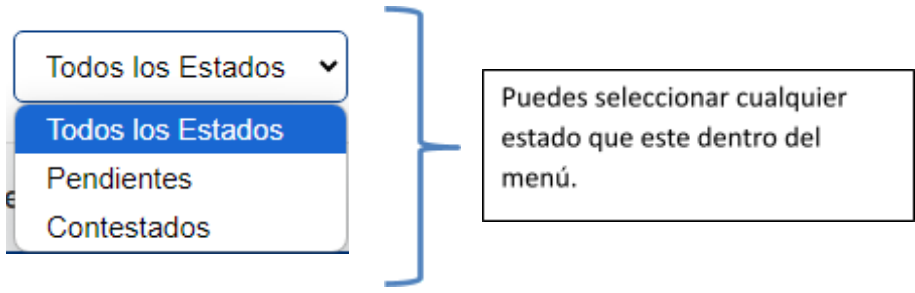 Todos los Estados
Todos los Estados
Pendientes
Contestados
Puedes seleccionar cualquier
estado que este dentro del
menú.